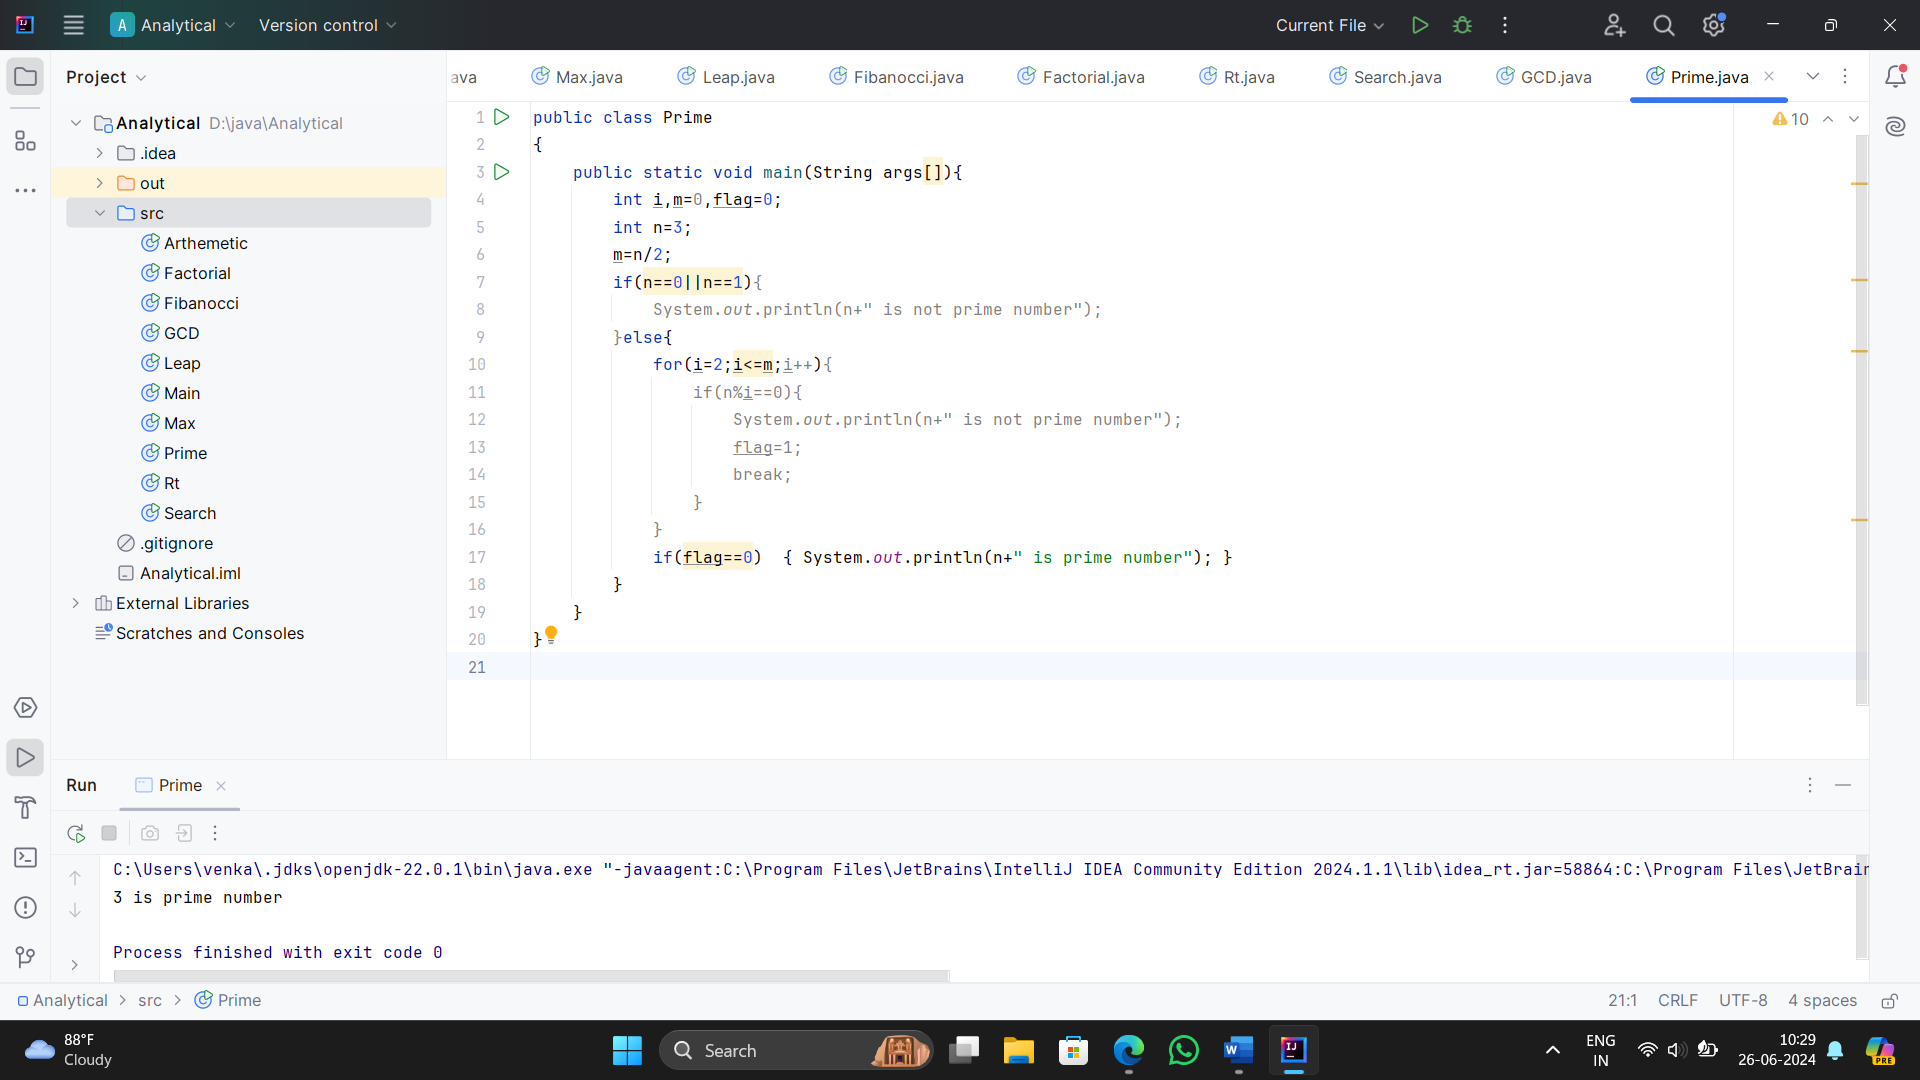 A Analytical Version control Current File
Project
ava Max.java Leap.java Fibanocci.java Factorial.java Rt.java Search.java GCD.java Prime.java
Analytical D:\java\Analytical
.idea
out
src
Arthemetic
Factorial
Fibanocci
GCD
Leap
Main
Max
Prime
Rt
Search
.gitignore
Analytical.iml
External Libraries
Scratches and Consoles
10
1 public class Prime
2 {
3     public static void main(String args[]){
4         int i,m=0,flag=0;
5         int n=3;
6         m=n/2;
7         if(n==0||n==1){
8             System.out.println(n+" is not prime number");
9         }else{
10             for(i=2;i<=m;i++){
11                 if(n%i==0){
12                     System.out.println(n+" is not prime number");
13                     flag=1;
14                     break;
15                 }
16             }
17             if(flag==0)  { System.out.println(n+" is prime number"); }
18         }
19     }
20 }
21
Run Prime
C:\Users\venka\.jdks\openjdk-22.0.1\bin\java.exe "-javaagent:C:\Program Files\JetBrains\IntelliJ IDEA Community Edition 2024.1.1\lib\idea_rt.jar=58864:C:\Program Files\JetBrain
3 is prime number
Process finished with exit code 0
Analytical src Prime 21:1 CRLF UTF-8 4 spaces
88°F
Cloudy
Search
ENG
IN
10:29
26-06-2024
PRE